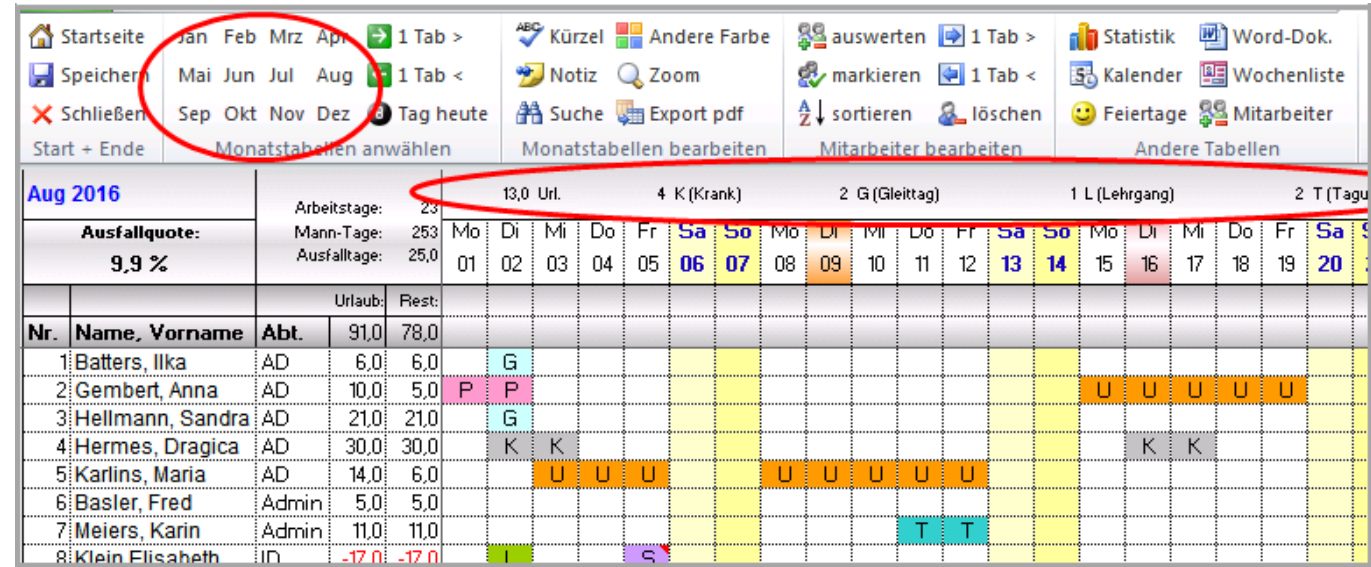 Startseite Jan Feb Mrz Apr 1 Tab > ABC Kürzel Andere Farbe auswerten 1 Tab > Statistik Word-Dok.
Speichern Mai Jun Jul Aug 1 Tab < Notiz Zoom markieren 1 Tab < Kalender Wochenliste
Schließen Sep Okt Nov Dez Tag heute Suche Export pdf AZ sortieren löschen Feiertage Mitarbeiter
Start + Ende Monatstabellen anwählen Monatstabellen bearbeiten Mitarbeiter bearbeiten Andere Tabellen
Aug 2016 Arbeitstage: 23 13,0 Url. 4 K (Krank) 2 G (Gleittag) 1 L (Lehrgang) 2 T (Tagu
Ausfallquote: Mann-Tage: 253 Mo Di Mi Do Fr Sa So Mo Di Mi Do Fr Sa So Mo Di Mi Do Fr Sa
9,9 % Ausfalltage: 25,0 01 02 03 04 05 06 07 08 09 10 11 12 13 14 15 16 17 18 19 20
Urlaub: Rest:
Nr. Name, Vorname Abt. 91,0 78,0
1 Batters, Ilka AD 6,0 6,0 G
2 Gembert, Anna AD 10,0 5,0 P P U U U U U
3 Hellmann, Sandra AD 21,0 21,0 G
4 Hermes, Dragica AD 30,0 30,0 K K K K
5 Karlins, Maria AD 14,0 6,0 U U U U U U U U
6 Basler, Fred Admin 5,0 5,0
7 Meiers, Karin Admin 11,0 11,0 T T
8 Klein Elisabeth ID -17,0 -17,0 L S